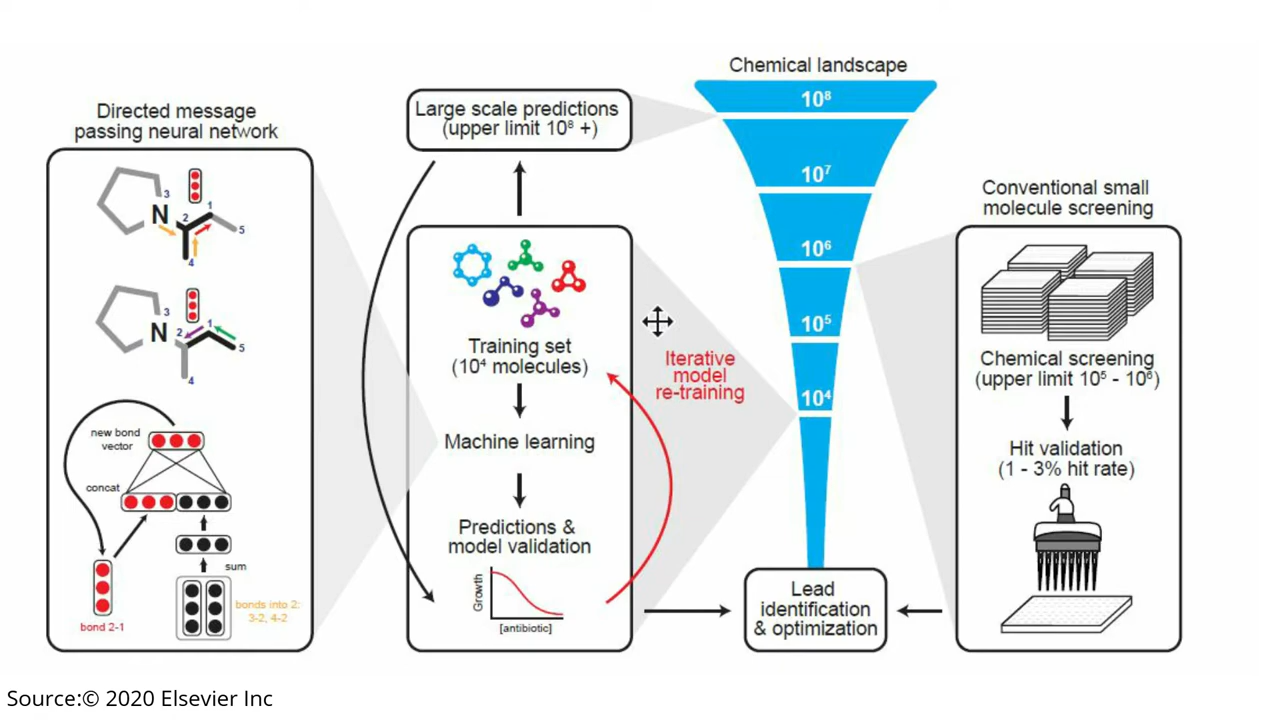 Directed message
passing neural network
3
N
2
1
5
4
3
N
2
1
5
4
new bond
vector
concat
sum
bond 2-1
bonds into 2:
3-2, 4-2
Large scale predictions
(upper limit 10⁸ +)
Training set
(10⁴ molecules)
Machine learning
Predictions &
model validation
Growth
[antibiotic]
Iterative
model
re-training
Chemical landscape
10⁸
10⁷
10⁶
10⁵
10⁴
Lead
identification
& optimization
Conventional small
molecule screening
Chemical screening
(upper limit 10⁵ - 10⁶)
Hit validation
(1 - 3% hit rate)
Source:© 2020 Elsevier Inc